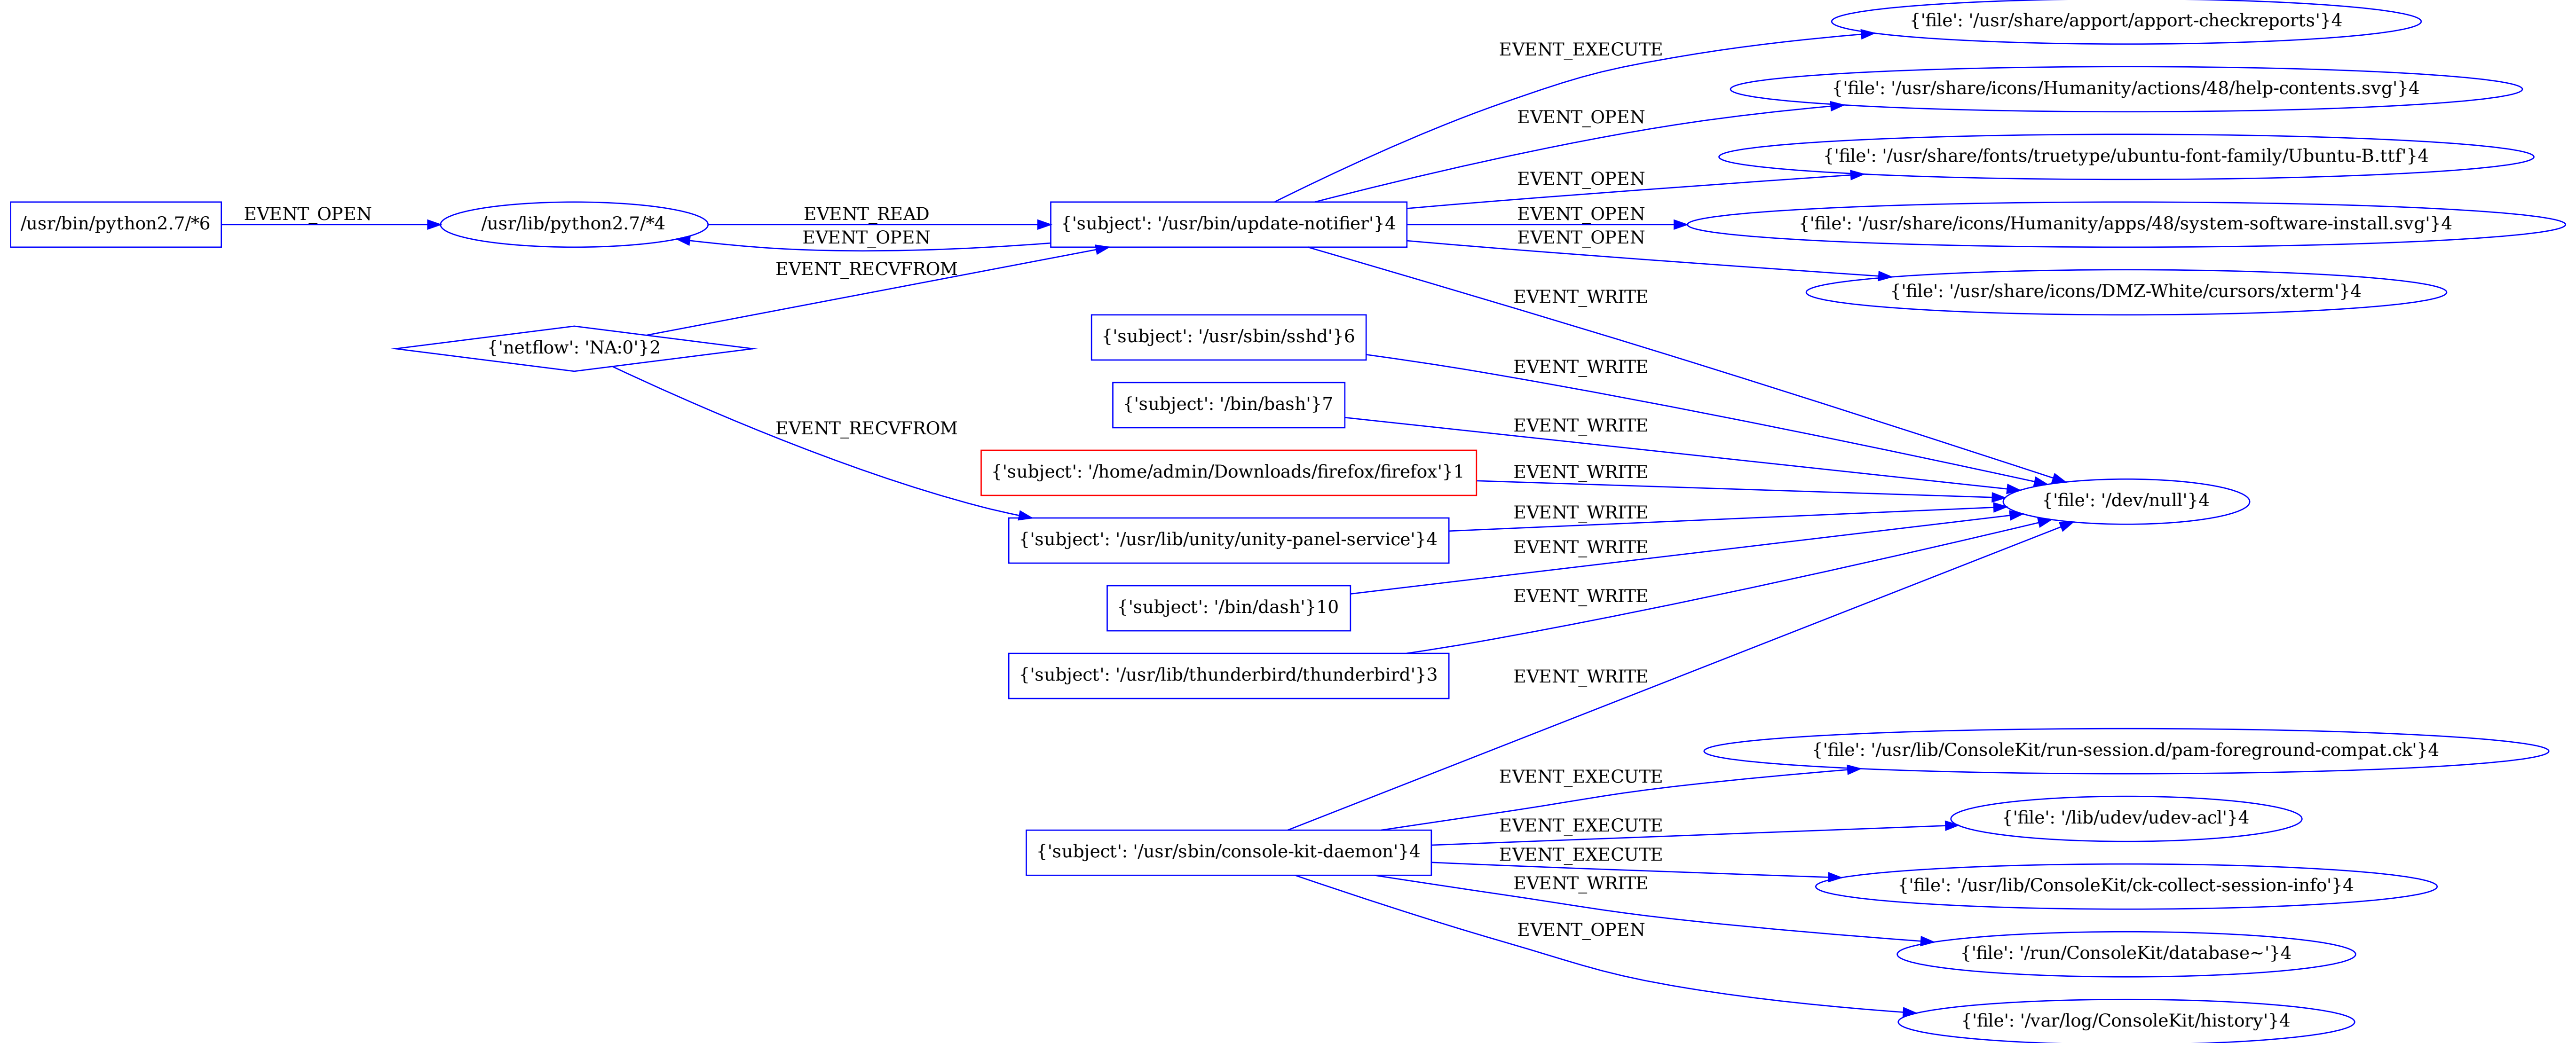 {'file': '/usr/share/apport/apport-checkreports'}4
EVENT_EXECUTE
{'file': '/usr/share/icons/Humanity/actions/48/help-contents.svg'}4
EVENT_OPEN
{'file': '/usr/share/fonts/truetype/ubuntu-font-family/Ubuntu-B.ttf'}4
EVENT_OPEN
/usr/bin/python2.7/*6
EVENT_OPEN
/usr/lib/python2.7/*4
EVENT_READ
{'subject': '/usr/bin/update-notifier'}4
EVENT_OPEN
{'file': '/usr/share/icons/Humanity/apps/48/system-software-install.svg'}4
EVENT_OPEN
EVENT_OPEN
EVENT_RECVFROM
{'file': '/usr/share/icons/DMZ-White/cursors/xterm'}4
EVENT_WRITE
{'subject': '/usr/sbin/sshd'}6
{'netflow': 'NA:0'}2
EVENT_WRITE
{'subject': '/bin/bash'}7
EVENT_WRITE
EVENT_RECVFROM
{'subject': '/home/admin/Downloads/firefox/firefox'}1
EVENT_WRITE
{'file': '/dev/null'}4
EVENT_WRITE
{'subject': '/usr/lib/unity/unity-panel-service'}4
EVENT_WRITE
EVENT_WRITE
{'subject': '/bin/dash'}10
{'subject': '/usr/lib/thunderbird/thunderbird'}3
EVENT_WRITE
{'file': '/usr/lib/ConsoleKit/run-session.d/pam-foreground-compat.ck'}4
EVENT_EXECUTE
{'file': '/lib/udev/udev-acl'}4
EVENT_EXECUTE
{'subject': '/usr/sbin/console-kit-daemon'}4
EVENT_EXECUTE
EVENT_WRITE
{'file': '/usr/lib/ConsoleKit/ck-collect-session-info'}4
EVENT_OPEN
{'file': '/run/ConsoleKit/database~'}4
{'file': '/var/log/ConsoleKit/history'}4